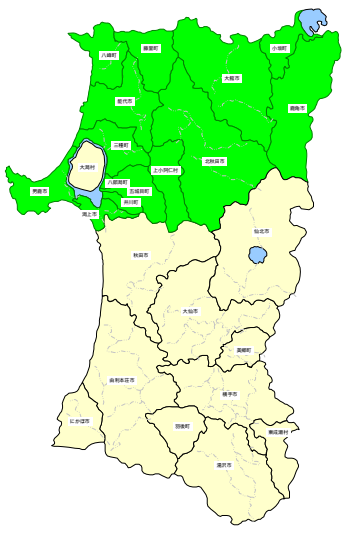 小坂町
藤里町
八峰町
大館市
能代市
鹿角市
三種町
北秋田市
大潟村
上小阿仁村
八郎潟町
男鹿市
五城目町
井川町
潟上市
仙北市
秋田市
大仙市
美郷町
由利本荘市
横手市
にかほ市
羽後町
東成瀬村
湯沢市